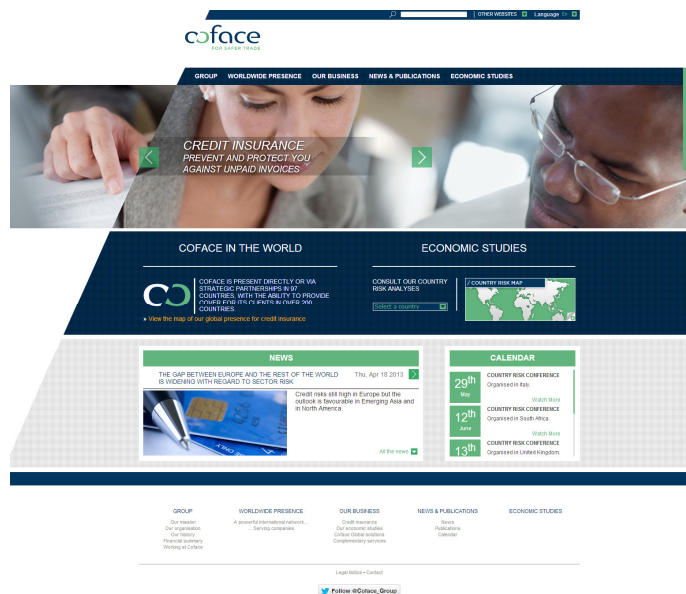 OTHER WEBSITES Language En
coface
FOR SAFER TRADE
GROUP WORLDWIDE PRESENCE OUR BUSINESS NEWS & PUBLICATIONS ECONOMIC STUDIES
CREDIT INSURANCE
PREVENT AND PROTECT YOU
AGAINST UNPAID INVOICES
COFACE IN THE WORLD
COFACE IS PRESENT DIRECTLY OR VIA
STRATEGIC PARTNERSHIPS IN 97
COUNTRIES, WITH THE ABILITY TO PROVIDE
COVER FOR ITS CLIENTS IN OVER 200
COUNTRIES
» View the map of our global presence for credit insurance
ECONOMIC STUDIES
CONSULT OUR COUNTRY
RISK ANALYSES
Select a country
/ COUNTRY RISK MAP
NEWS
THE GAP BETWEEN EUROPE AND THE REST OF THE WORLD
IS WIDENING WITH REGARD TO SECTOR RISK
Thu, Apr 18 2013
Credit risks still high in Europe but the
outlook is favourable in Emerging Asia and
in North America.
All the news
CALENDAR
29th
May
COUNTRY RISK CONFERENCE
Organised in Italy.
Watch More
12th
June
COUNTRY RISK CONFERENCE
Organised in South Africa.
Watch More
13th
COUNTRY RISK CONFERENCE
Organised in United Kingdom.
GROUP
Our mission
Our organisation
Our history
Financial summary
Working at Coface
WORLDWIDE PRESENCE
A powerful international network...
... Serving companies
OUR BUSINESS
Credit insurance
Our economic studies
Coface Global solutions
Complementary services
NEWS & PUBLICATIONS
News
Publications
Calendar
ECONOMIC STUDIES
Legal Notice • Contact
Follow @Coface_Group